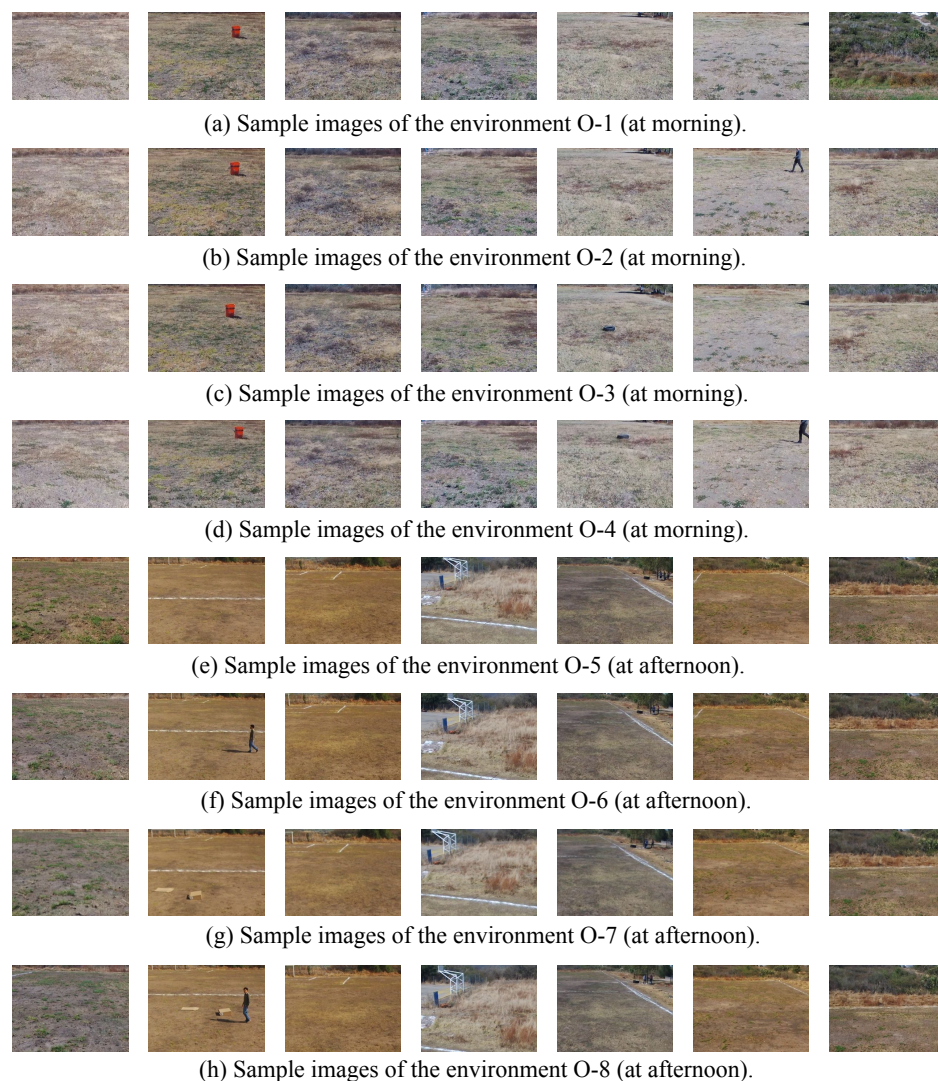 (a) Sample images of the environment O-1 (at morning).
(b) Sample images of the environment O-2 (at morning).
(c) Sample images of the environment O-3 (at morning).
(d) Sample images of the environment O-4 (at morning).
(e) Sample images of the environment O-5 (at afternoon).
(f) Sample images of the environment O-6 (at afternoon).
(g) Sample images of the environment O-7 (at afternoon).
(h) Sample images of the environment O-8 (at afternoon).